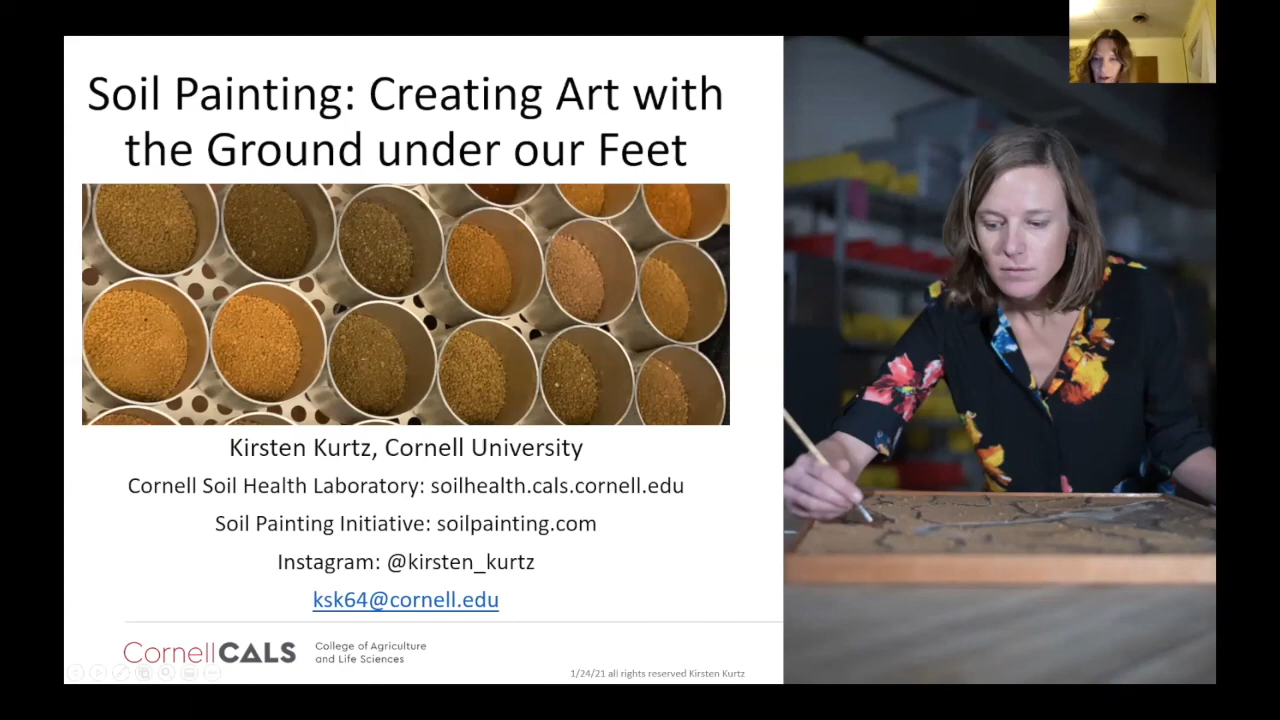 Soil Painting: Creating Art with
the Ground under our Feet
Kirsten Kurtz, Cornell University
Cornell Soil Health Laboratory: soilhealth.cals.cornell.edu
Soil Painting Initiative: soilpainting.com
Instagram: @kirsten_kurtz
ksk64@cornell.edu
CornellCALS
College of Agriculture
and Life Sciences
1/24/21 all rights reserved Kirsten Kurtz